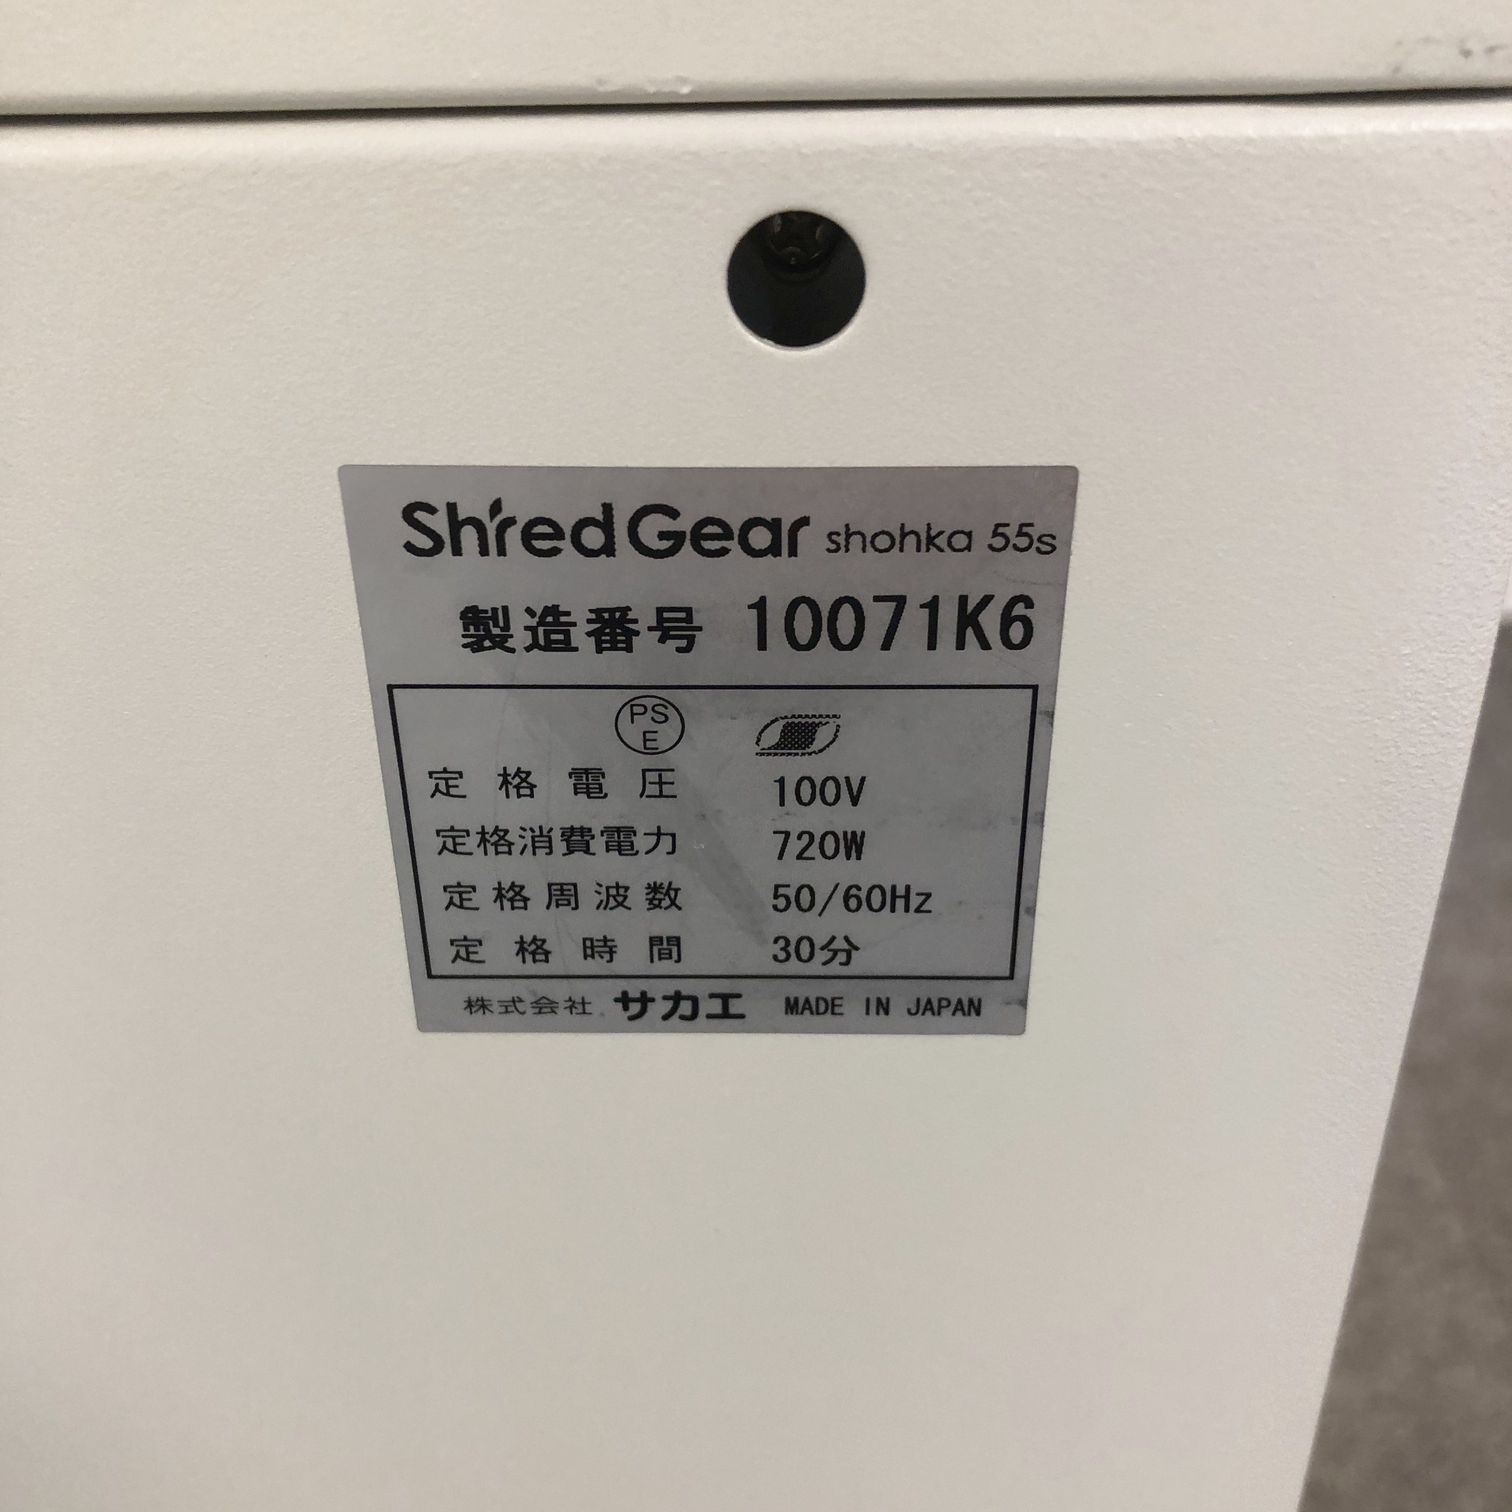 ShredGear shohka 55s
製造番号 10071K6
PS
E
定格電圧 100V
定格消費電力 720W
定格周波数 50/60Hz
定格時間 30分
株式会社 サカエ MADE IN JAPAN